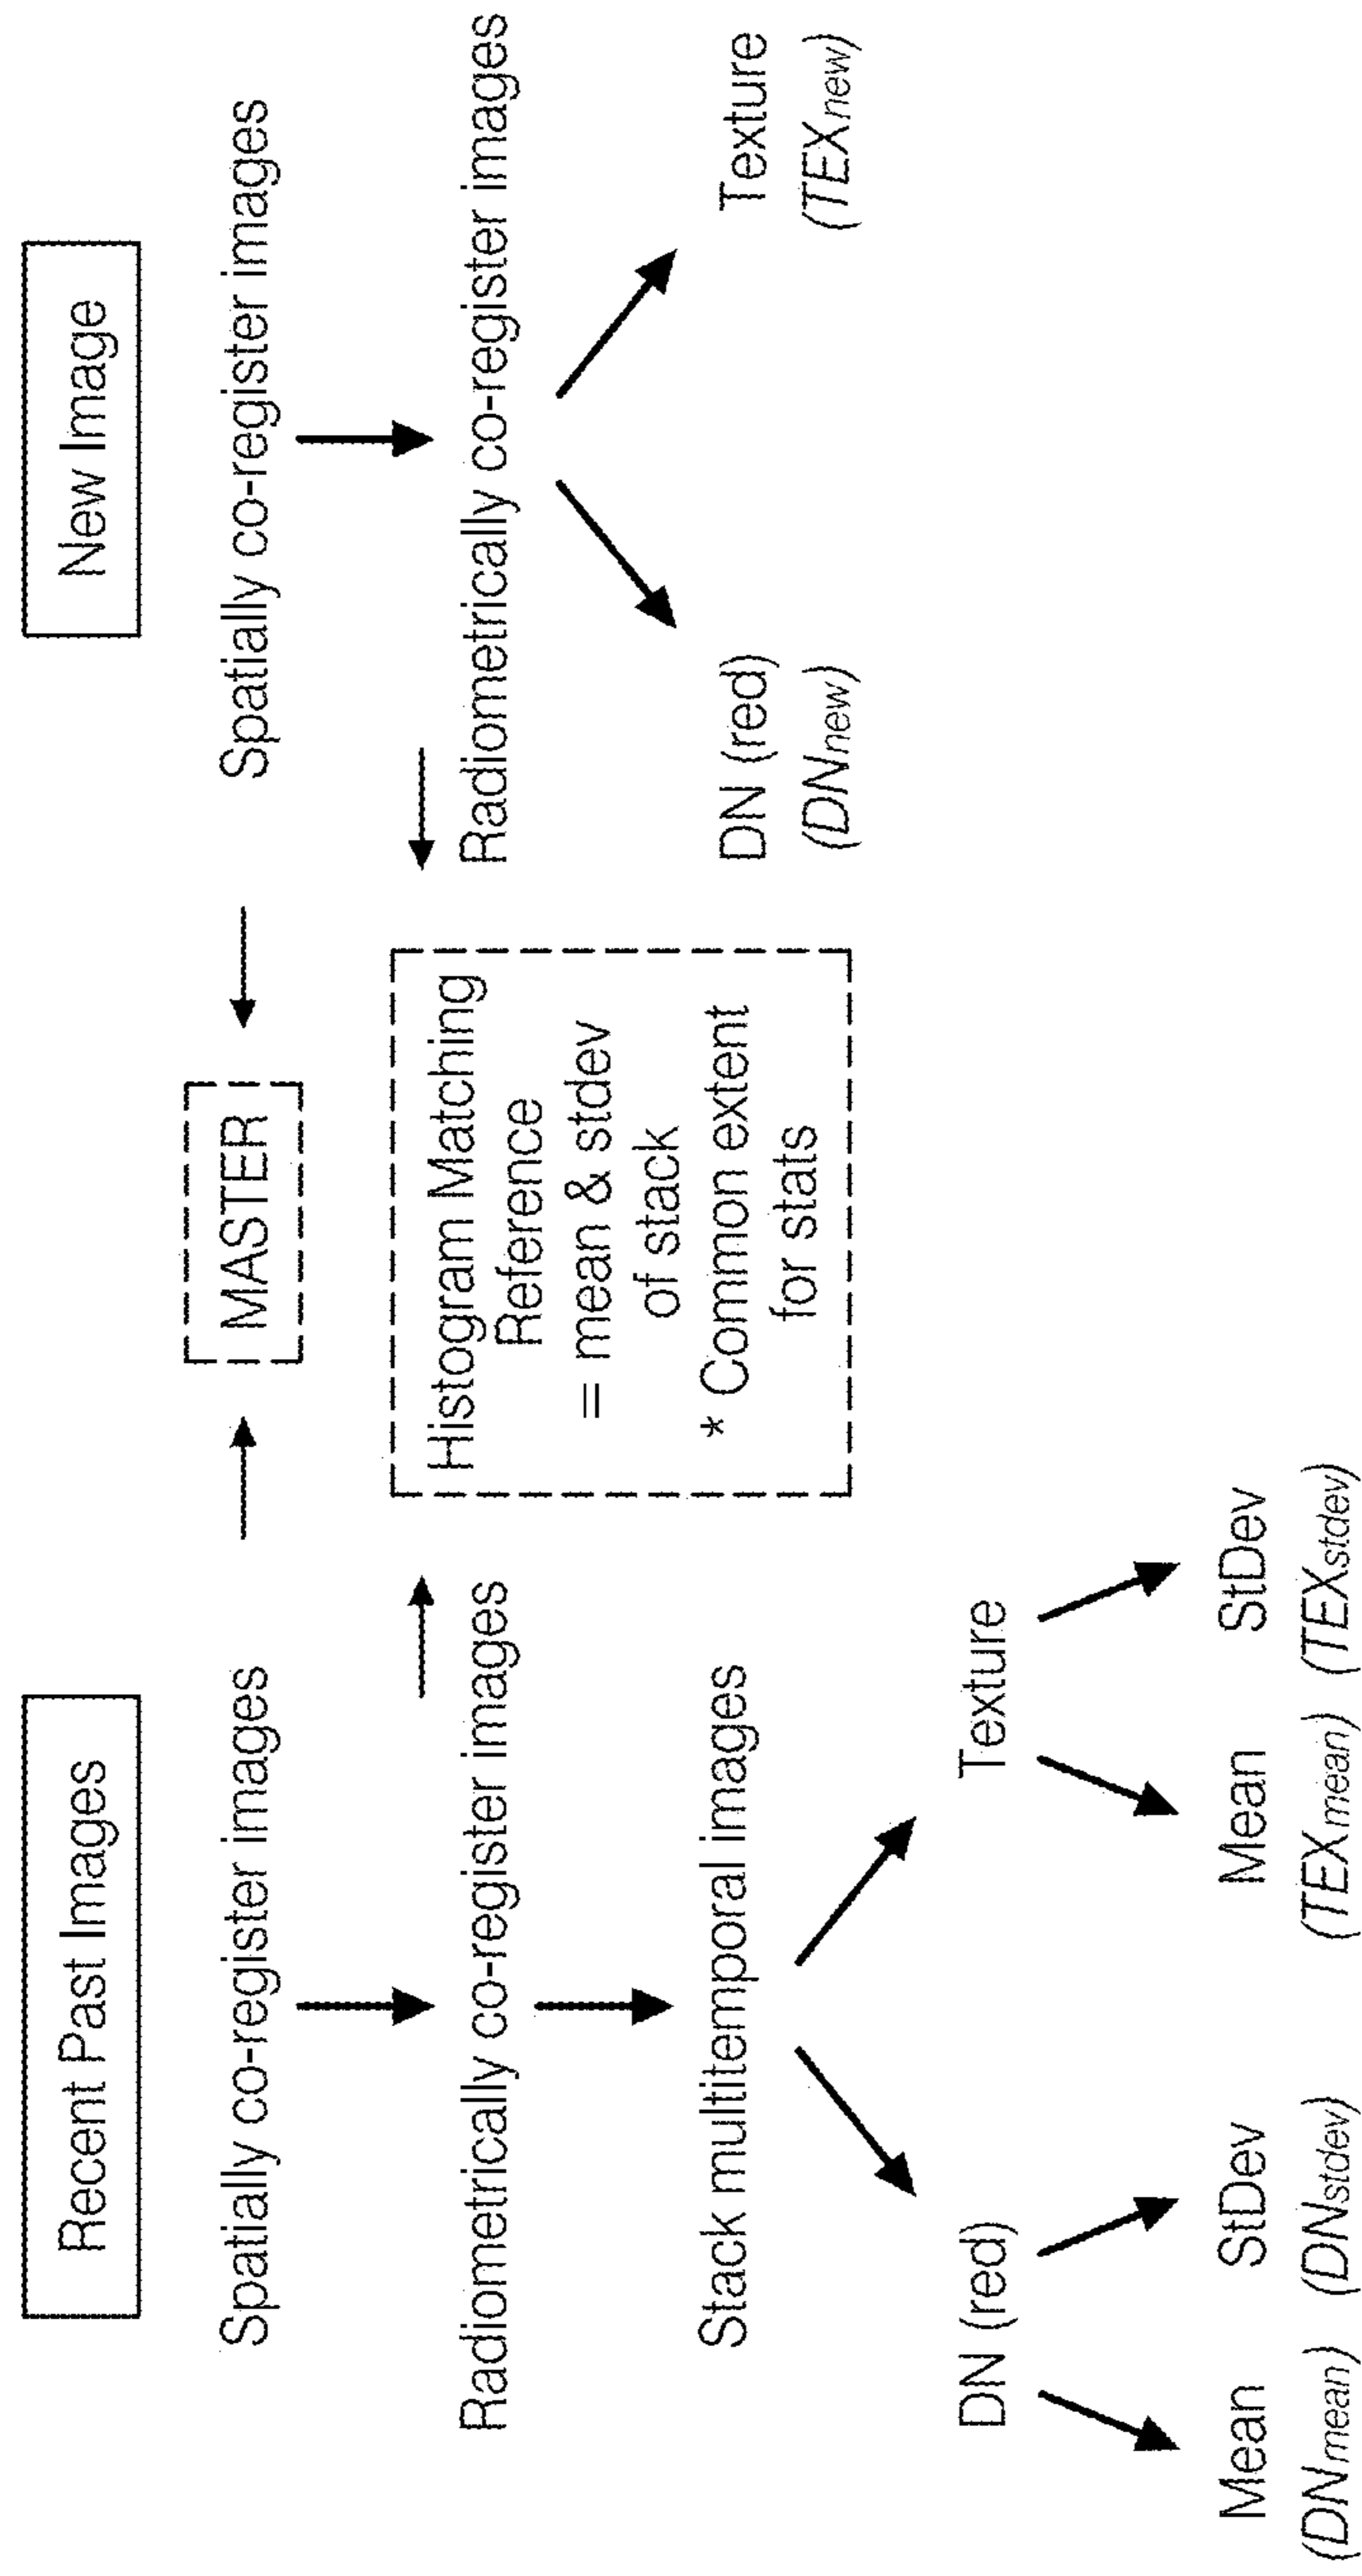 Recent Past Images
New Image
Spatially co-register images
MASTER
Spatially co-register images
Radiometrically co-register images
Histogram Matching
Reference
= mean & stdev
of stack
* Common extent
for stats
Radiometrically co-register images
Stack multitemporal images
DN (red)
(DNnew)
Texture
(TEXnew)
DN (red)
Texture
Mean
(DNmean)
StDev
(DNstdev)
Mean
(TEXmean)
StDev
(TEXstdev)